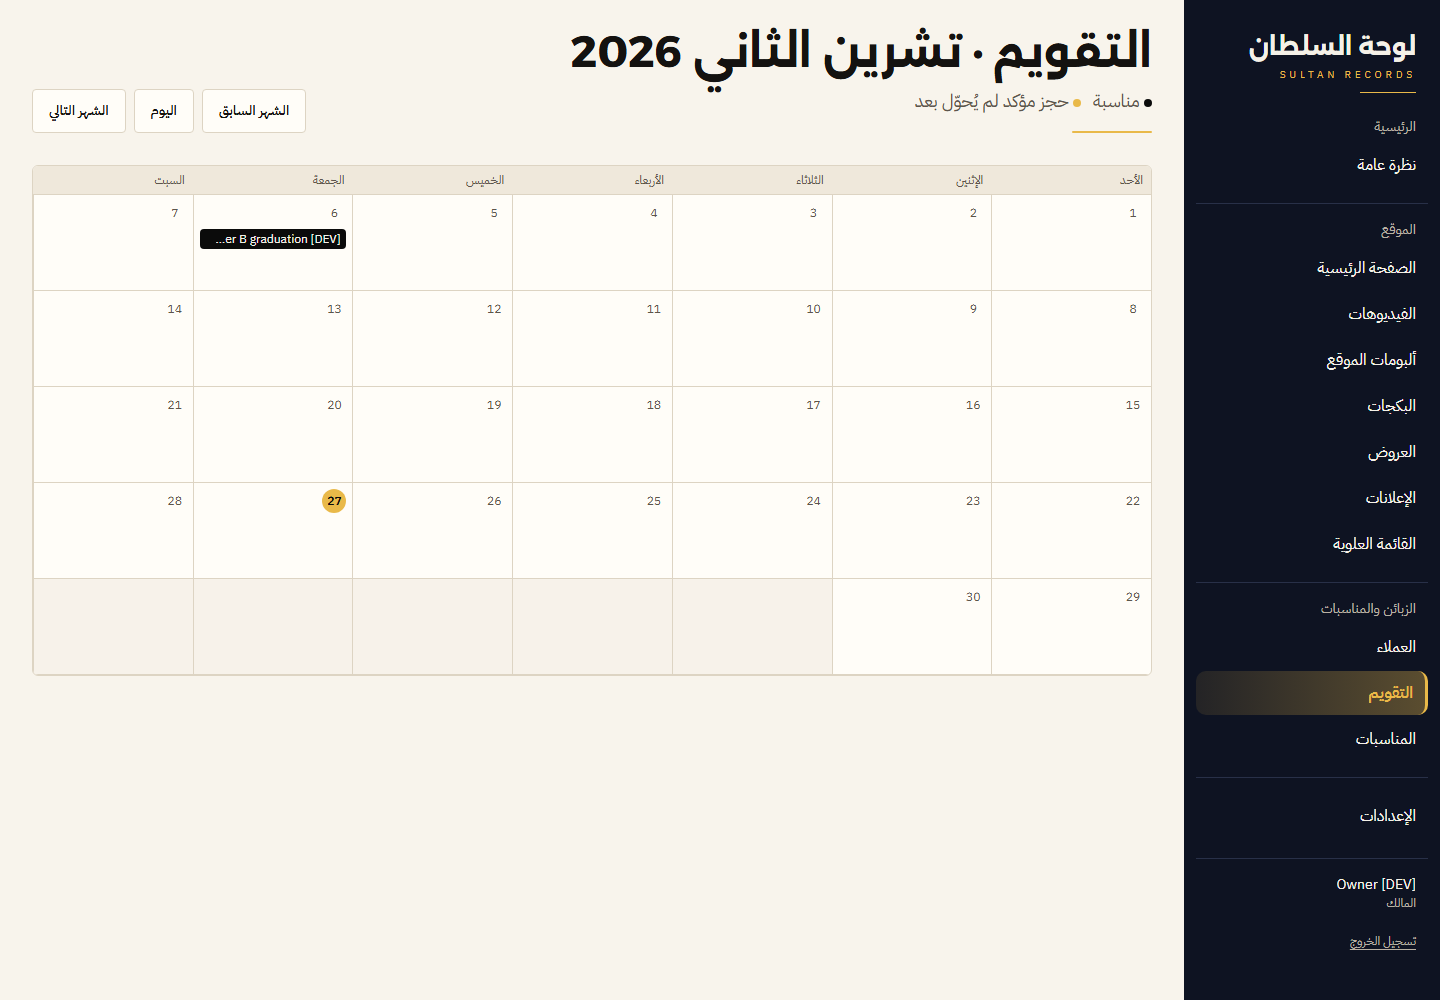 لوحة السلطان
SULTAN RECORDS
الرئيسية
نظرة عامة
الموقع
الصفحة الرئيسية
الفيديوهات
ألبومات الموقع
البكجات
العروض
الإعلانات
القائمة العلوية
الزبائن والمناسبات
العملاء
التقويم
المناسبات
الإعدادات
Owner [DEV]
المالك
تسجيل الخروج
التقويم · تشرين الثاني 2026
مناسبة حجز مؤكد لم يُحوّل بعد
الشهر السابق اليوم الشهر التالي
الأحد الإثنين الثلاثاء الأربعاء الخميس الجمعة السبت
1 2 3 4 5 6 7
...er B graduation [DEV]
8 9 10 11 12 13 14
15 16 17 18 19 20 21
22 23 24 25 26 27 28
29 30